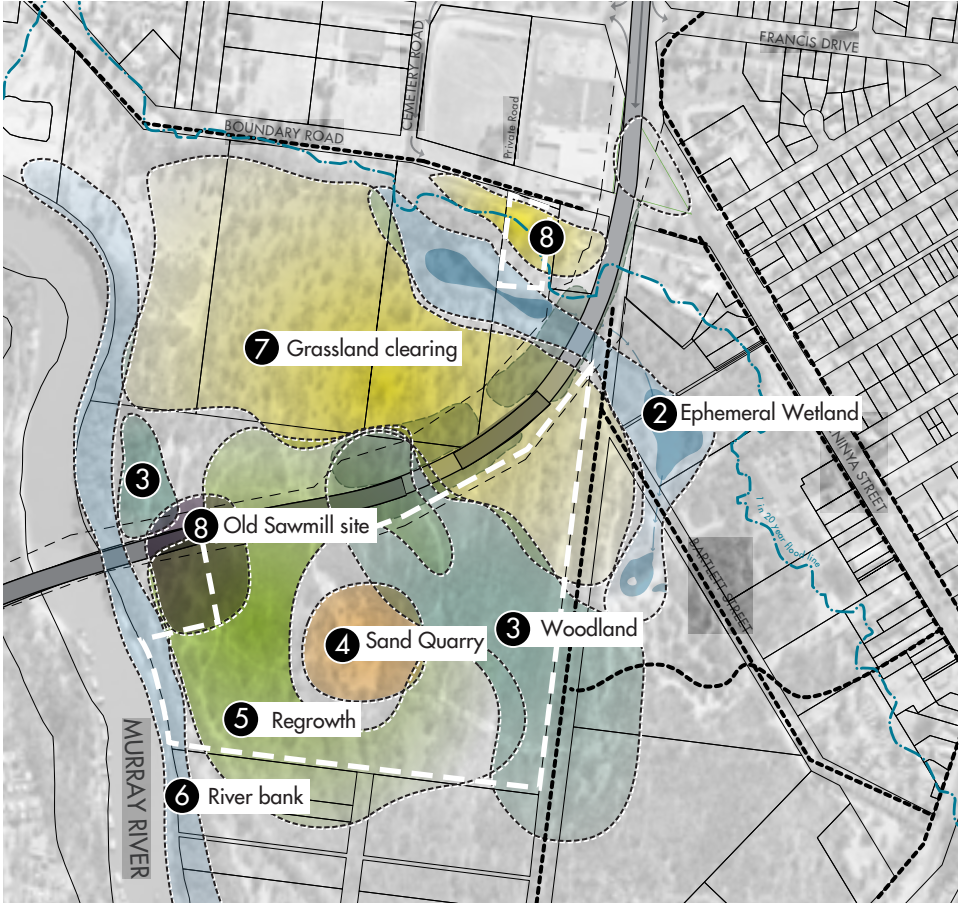 FRANCIS DRIVE
CEMETERY ROAD
Private Road
BOUNDARY ROAD
8
7 Grassland clearing
2 Ephemeral Wetland
NINYA STREET
3
8 Old Sawmill site
1 in 20 Year flood line
BARTLETT STREET
3 Woodland
4 Sand Quarry
5 Regrowth
MURRAY RIVER
6 River bank